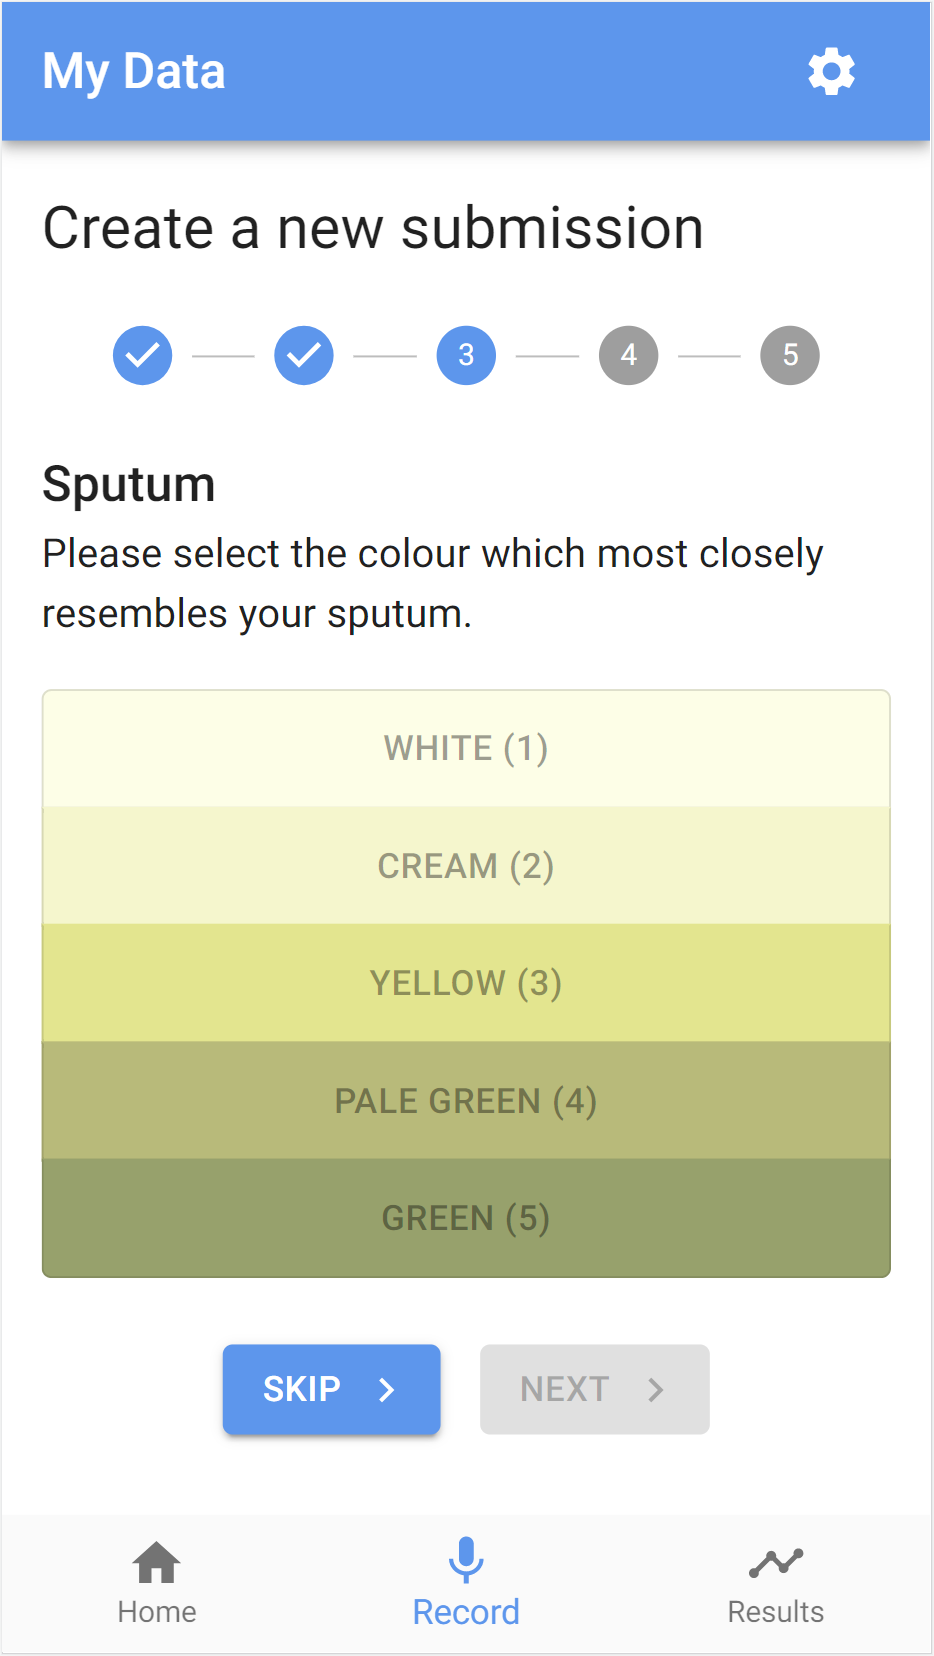 My Data
Create a new submission
3
4
5
Sputum
Please select the colour which most closely
resembles your sputum.
WHITE (1)
CREAM (2)
YELLOW (3)
PALE GREEN (4)
GREEN (5)
SKIP
NEXT
Home
Record
Results